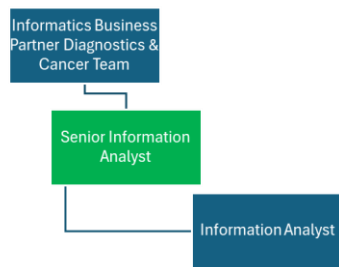 Informatics Business
Partner Diagnostics &
Cancer Team
Senior Information
Analyst
Information Analyst